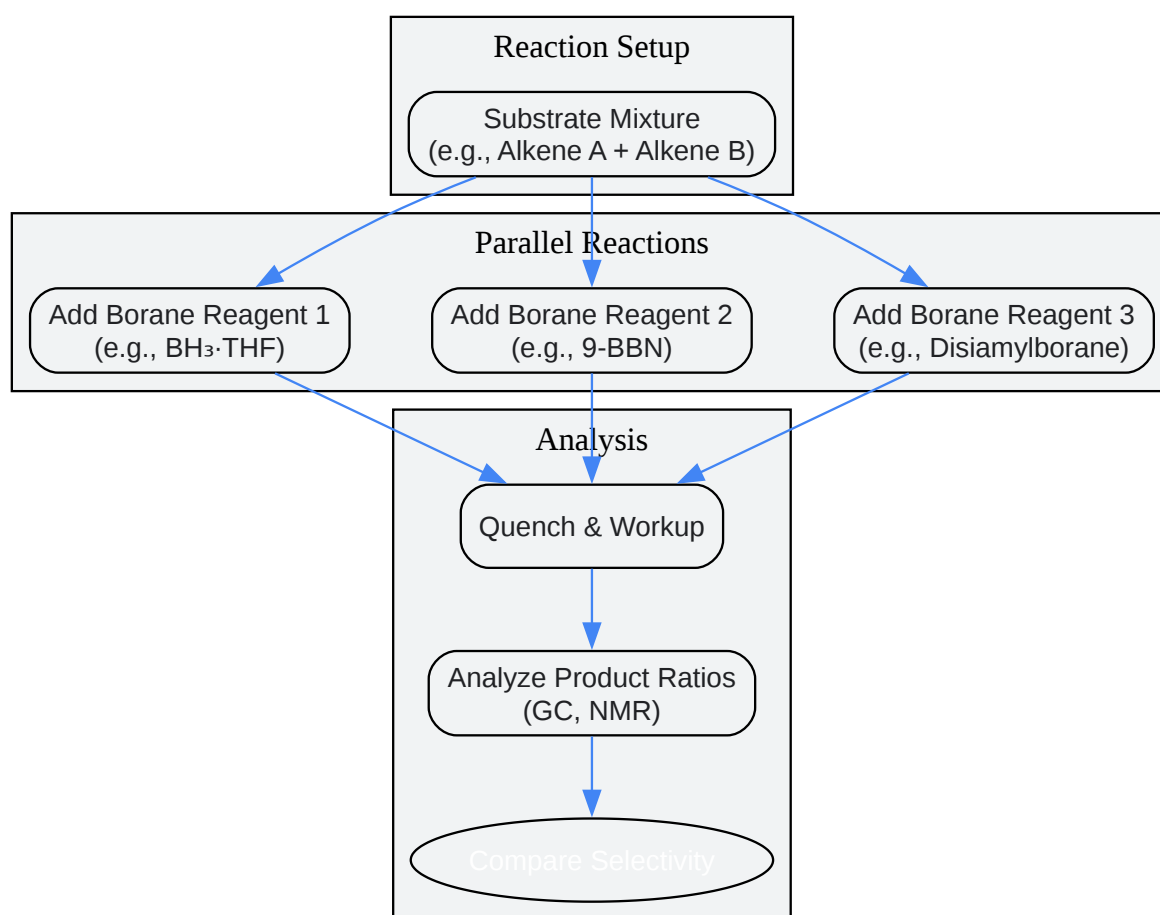 Reaction Setup
Substrate Mixture
(e.g., Alkene A + Alkene B)
Parallel Reactions
Add Borane Reagent 1
(e.g., BH₃·THF)
Add Borane Reagent 2
(e.g., 9-BBN)
Add Borane Reagent 3
(e.g., Disiamylborane)
Analysis
Quench & Workup
Analyze Product Ratios
(GC, NMR)
Compare Selectivity